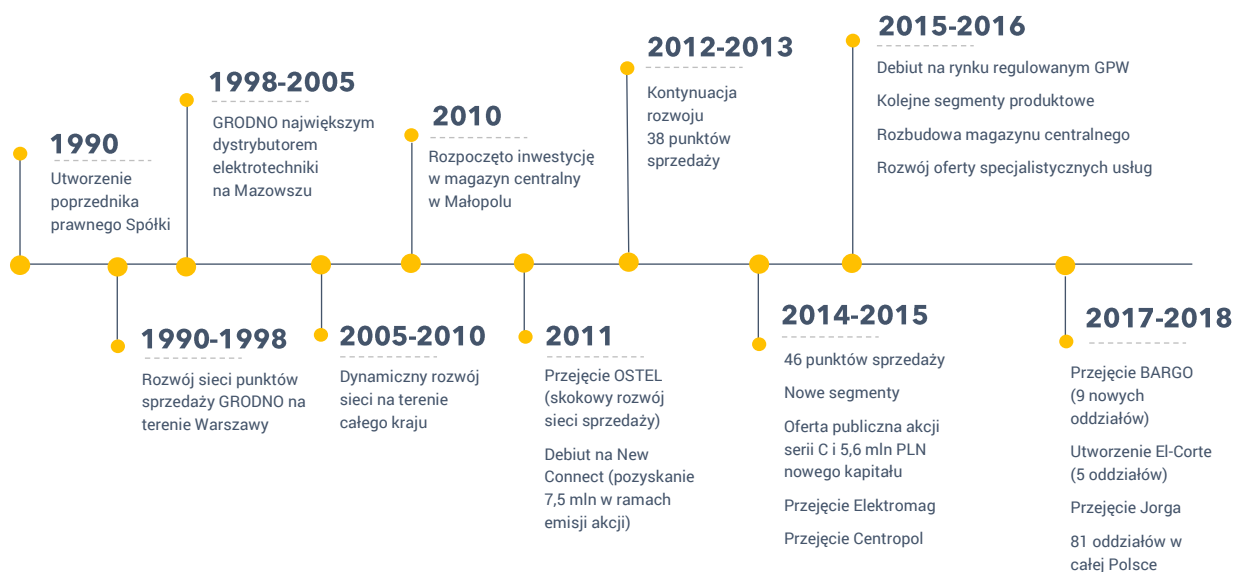 1990
Utworzenie
poprzednika
prawnego Spółki
1990-1998
Rozwój sieci punktów
sprzedaży GRODNO na
terenie Warszawy
1998-2005
GRODNO największym
dystrybutorem
elektrotechniki
na Mazowszu
2005-2010
Dynamiczny rozwój
sieci na terenie
całego kraju
2010
Rozpoczęto inwestycję
w magazyn centralny
w Małopolu
2011
Przejęcie OSTEL
(skokowy rozwój
sieci sprzedaży)
Debiut na New
Connect (pozyskanie
7,5 mln w ramach
emisji akcji)
2012-2013
Kontynuacja
rozwoju
38 punktów
sprzedaży
2014-2015
46 punktów sprzedaży
Nowe segmenty
Oferta publiczna akcji
serii C i 5,6 mln PLN
nowego kapitału
Przejęcie Elektromag
Przejęcie Centropol
2015-2016
Debiut na rynku regulowanym GPW
Kolejne segmenty produktowe
Rozbudowa magazynu centralnego
Rozwój oferty specjalistycznych usług
2017-2018
Przejęcie BARGO
(9 nowych
oddziałów)
Utworzenie El-Corte
(5 oddziałów)
Przejęcie Jorga
81 oddziałów w
całej Polsce